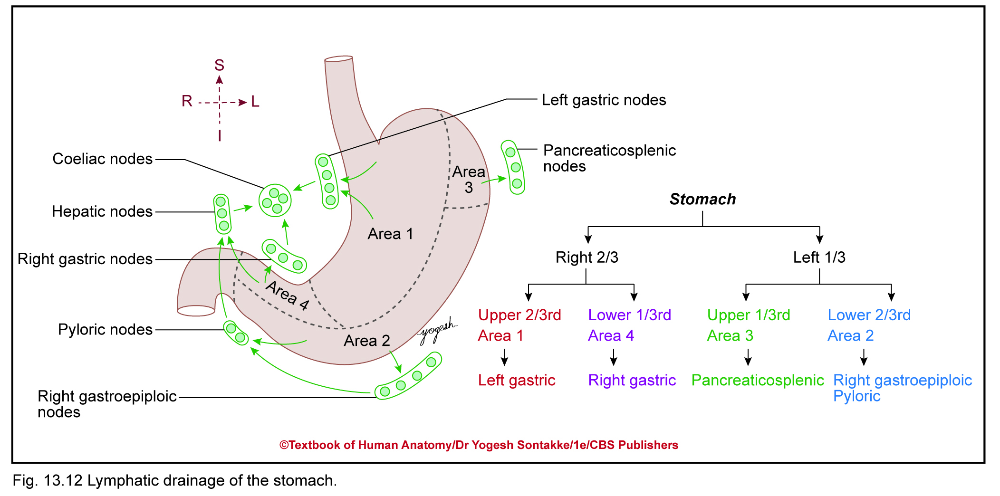 S
R
L
I
Left gastric nodes
Coeliac nodes
Pancreaticosplenic
nodes
Area
3
Hepatic nodes
Area 1
Right gastric nodes
Area 4
Pyloric nodes
Area 2
yogesh
Right gastroepiploic
nodes
Stomach
Right 2/3
Left 1/3
Upper 2/3rd
Area 1
Lower 1/3rd
Area 4
Upper 1/3rd
Area 3
Lower 2/3rd
Area 2
Left gastric
Right gastric
Pancreaticosplenic
Right gastroepiploic
Pyloric
©Textbook of Human Anatomy/Dr Yogesh Sontakke/1e/CBS Publishers
Fig. 13.12 Lymphatic drainage of the stomach.